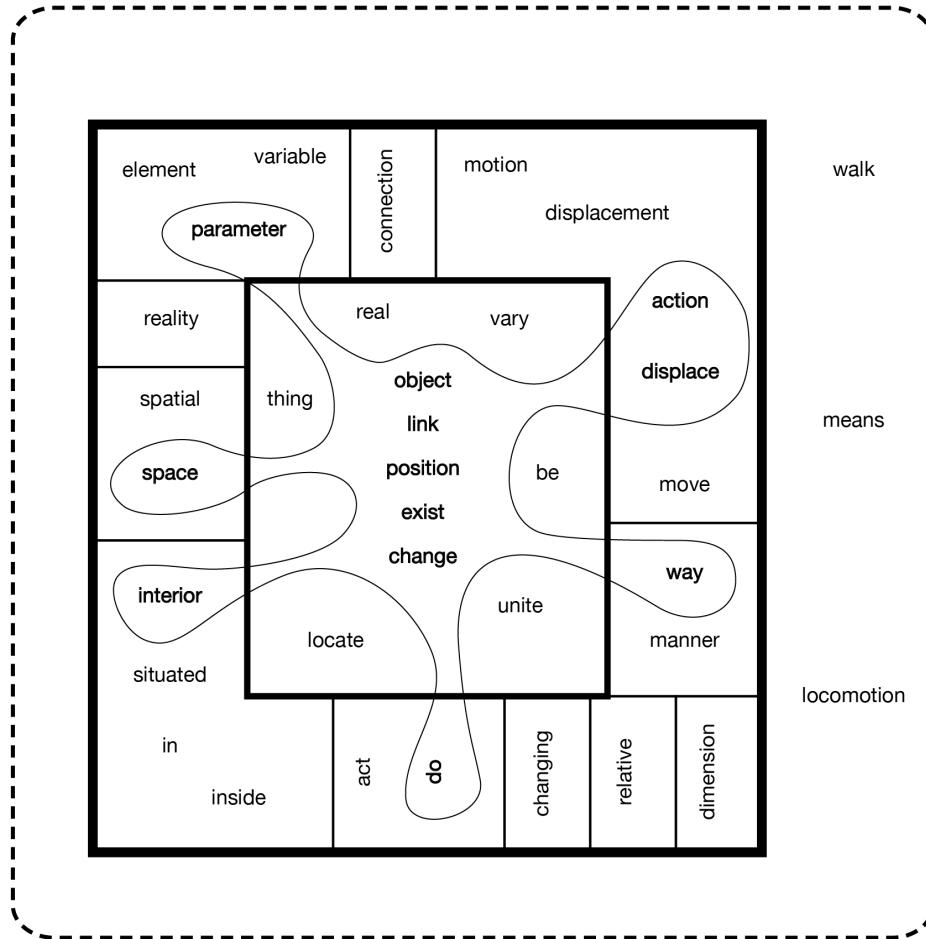 element
variable
parameter
connection
motion
displacement
walk
reality
real
vary
action
displace
spatial
thing
object
link
position
exist
change
space
be
move
means
interior
way
unite
manner
locate
situated
in
inside
act
do
changing
relative
dimension
locomotion